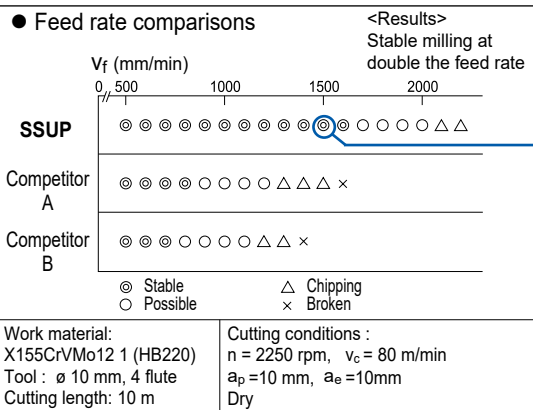 ● Feed rate comparisons
<Results>
Stable milling at
double the feed rate
Vf (mm/min)
0 500 1000 1500 2000
SSUP ◎ ◎ ◎ ◎ ◎ ◎ ◎ ◎ ◎ ◎ ◎ ◎ ○ ○ ○ ○ △ △
Competitor
A
◎ ◎ ◎ ◎ ○ ○ ○ ○ △ △ △ ×
Competitor
B
◎ ◎ ◎ ○ ○ ○ ○ △ △ ×
◎ Stable △ Chipping
○ Possible × Broken
Work material:
X155CrVMo12 1 (HB220)
Tool : ø 10 mm, 4 flute
Cutting length: 10 m
Cutting conditions :
n = 2250 rpm, vc = 80 m/min
ap =10 mm, ae =10mm
Dry